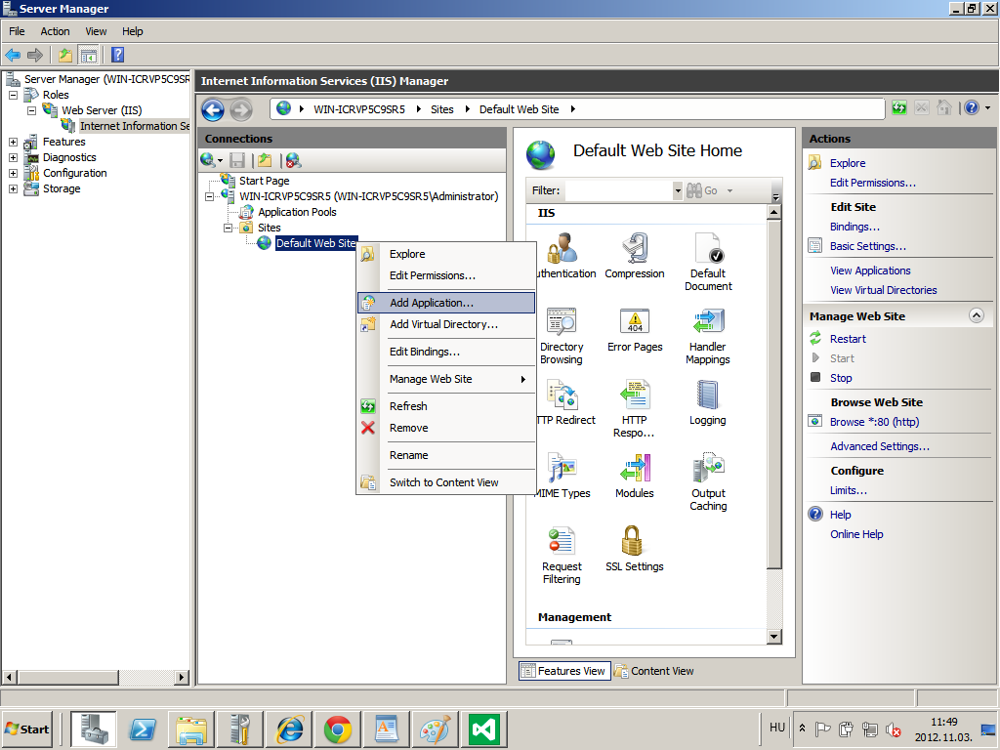 Server Manager
File Action View Help
Server Manager (WIN-ICRVP5C9SR
Roles
Web Server (IIS)
Internet Information Se
Features
Diagnostics
Configuration
Storage
Internet Information Services (IIS) Manager
WIN-ICRVP5C9SR5 Sites Default Web Site
Connections
Start Page
WIN-ICRVP5C9SR5 (WIN-ICRVP5C9SR5\Administrator)
Application Pools
Sites
Default Web Site
Explore
Edit Permissions...
Add Application...
Add Virtual Directory...
Edit Bindings...
Manage Web Site
Refresh
Remove
Rename
Switch to Content View
Default Web Site Home
Filter: Go
IIS
uthentication
Compression
Default
Document
Directory
Browsing
Error Pages
404
Handler
Mappings
TTP Redirect
HTTP
Respo...
Logging
MIME Types
Modules
Output
Caching
Request
Filtering
SSL Settings
Management
Features View Content View
Actions
Explore
Edit Permissions...
Edit Site
Bindings...
Basic Settings...
View Applications
View Virtual Directories
Manage Web Site
Restart
Start
Stop
Browse Web Site
Browse *:80 (http)
Advanced Settings...
Configure
Limits...
Help
Online Help
Start
HU
11:49
2012.11.03.